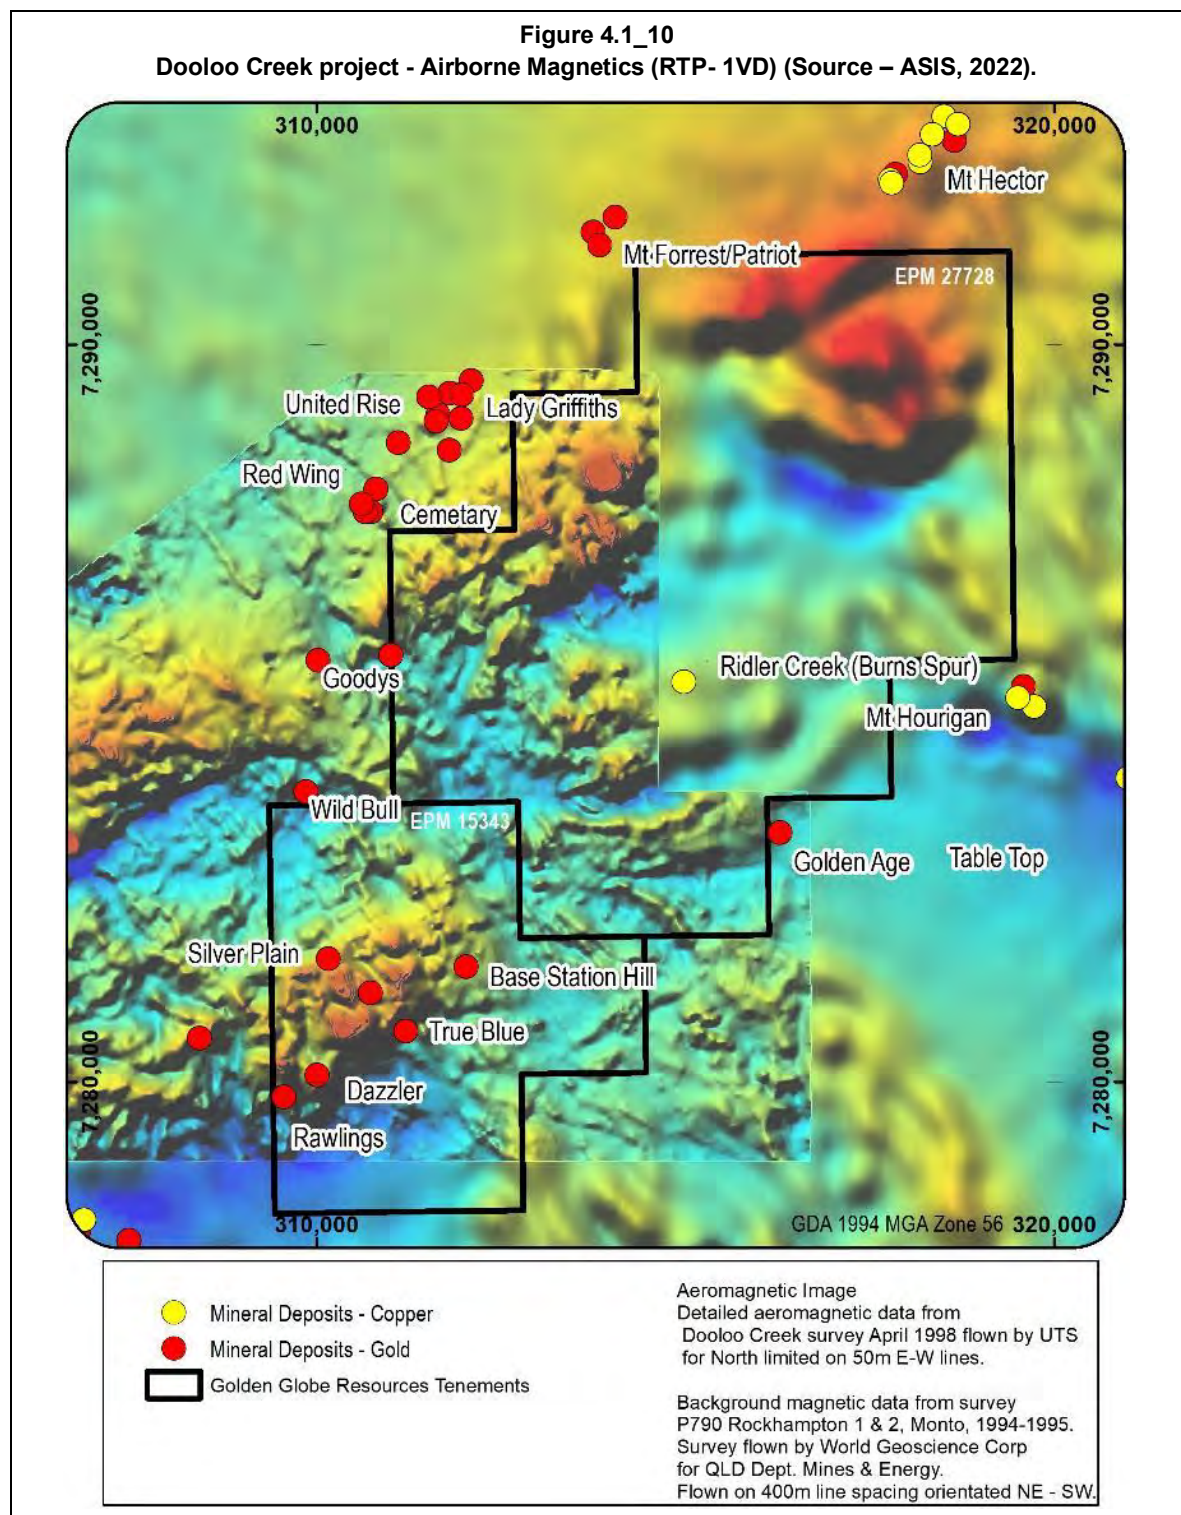 Figure 4.1_10
Dooloo Creek project - Airborne Magnetics (RTP- 1VD) (Source – ASIS, 2022).
310,000
320,000
Mt Hector
Mt Forrest/Patriot
EPM 27728
7,290,000
7,290,000
United Rise
Lady Griffiths
Red Wing
Cemetary
Goodys
Ridler Creek (Burns Spur)
Mt Hourigan
Wild Bull
EPM 15343
Golden Age
Table Top
Silver Plain
Base Station Hill
True Blue
7,280,000
7,280,000
Dazzler
Rawlings
310,000
GDA 1994 MGA Zone 56
320,000
Mineral Deposits - Copper
Mineral Deposits - Gold
Golden Globe Resources Tenements
Aeromagnetic Image
Detailed aeromagnetic data from
Dooloo Creek survey April 1998 flown by UTS
for North limited on 50m E-W lines.
Background magnetic data from survey
P790 Rockhampton 1 & 2, Monto, 1994-1995.
Survey flown by World Geoscience Corp
for QLD Dept. Mines & Energy.
Flown on 400m line spacing orientated NE - SW.